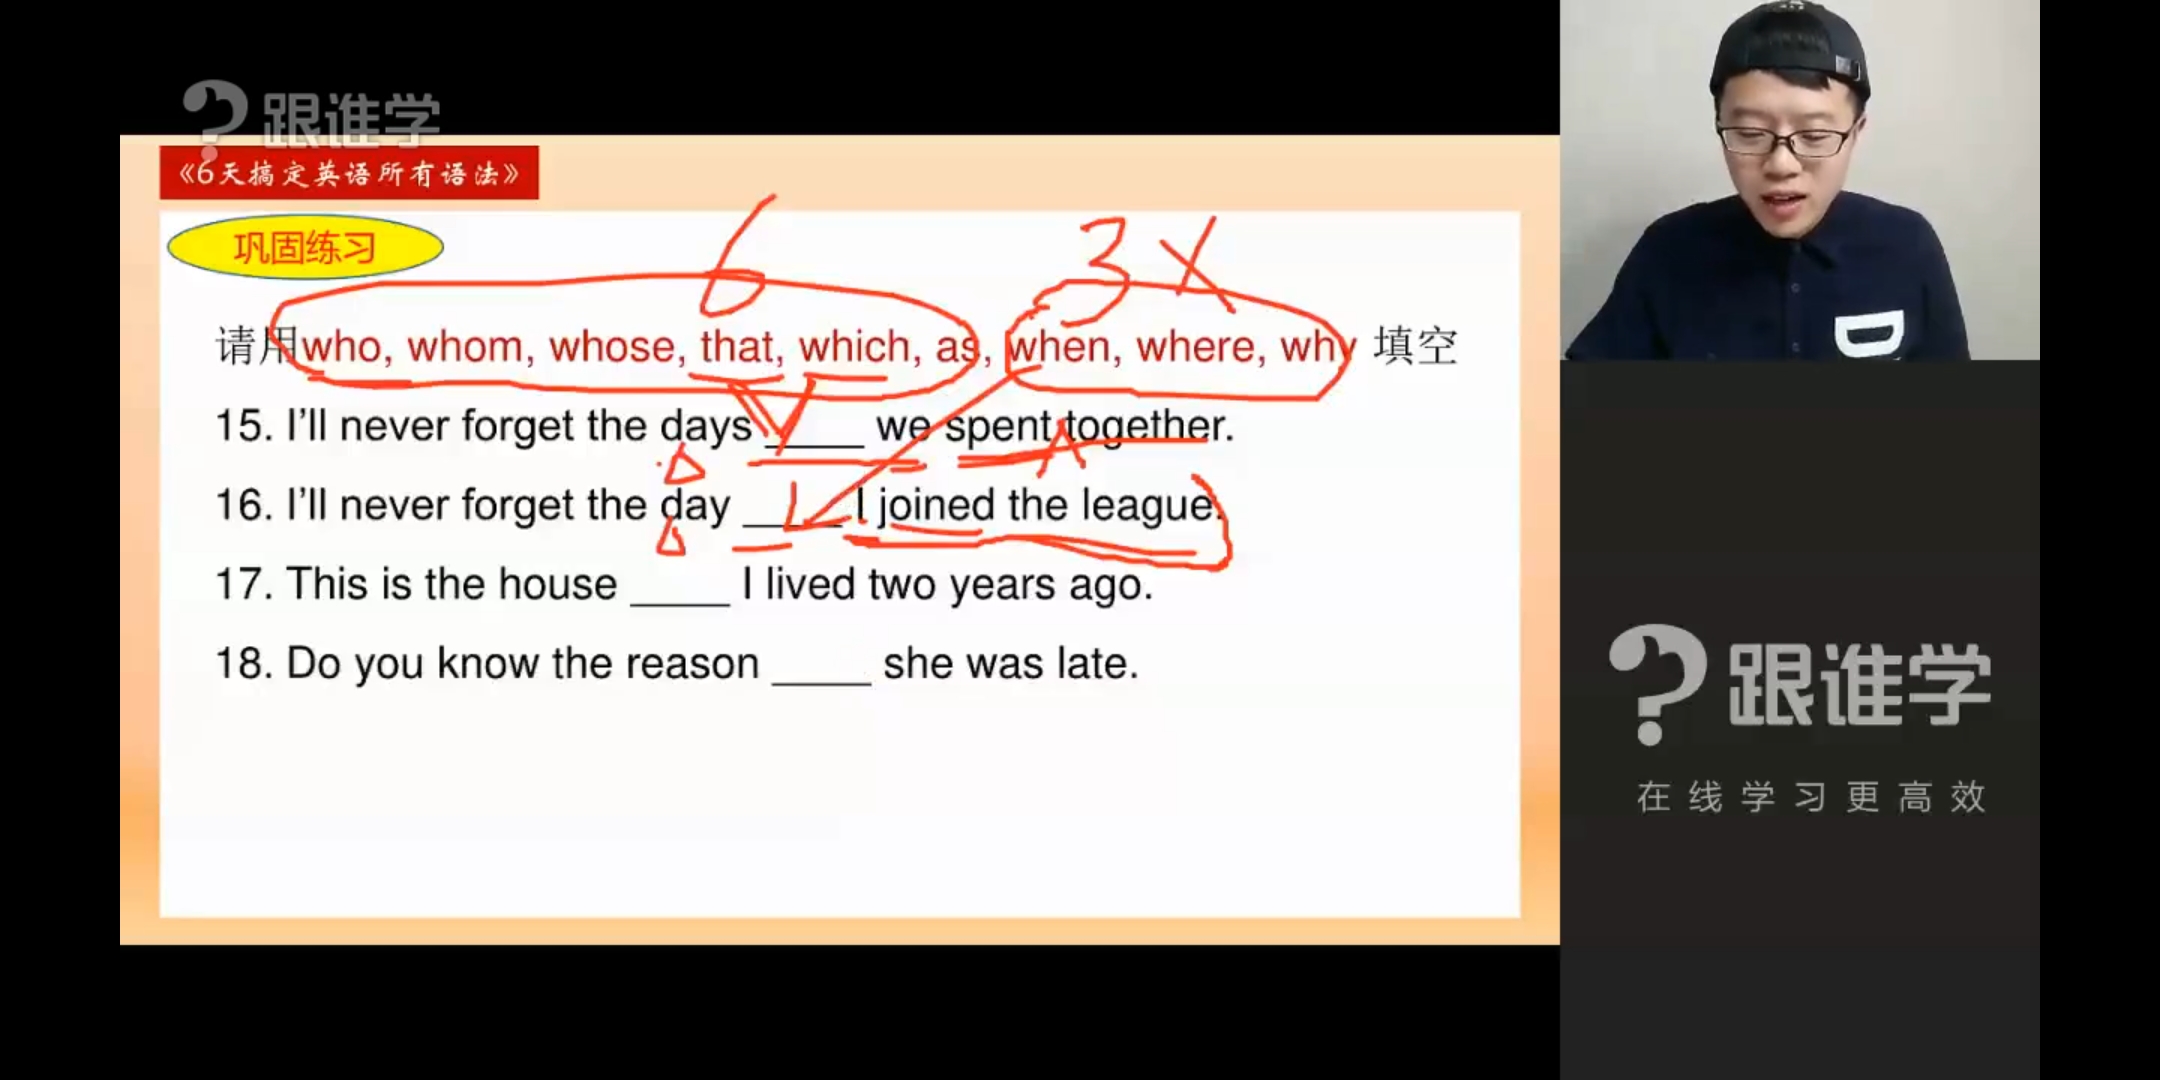 跟谁学
《6天搞定英语所有语法》
巩固练习
6
3 X
请用who, whom, whose, that, which, as, when, where, why 填空
15. I'll never forget the days ____ we spent together.
16. I'll never forget the day ____ I joined the league.
17. This is the house ____ I lived two years ago.
18. Do you know the reason ____ she was late.
D
跟谁学
在线学习更高效